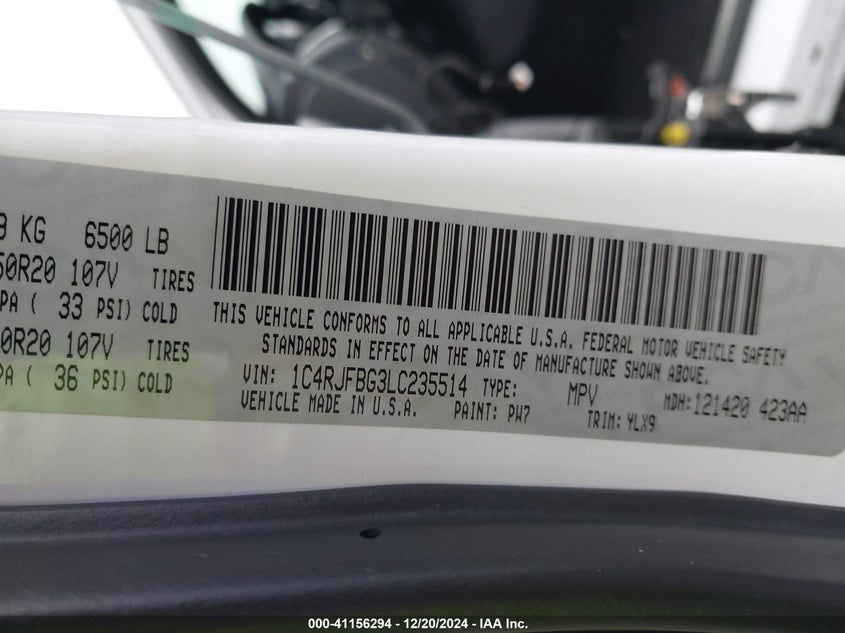 KG 6500 LB
50R20 107V TIRES
PA ( 33 PSI) COLD
0R20 107V TIRES
PA ( 36 PSI) COLD
THIS VEHICLE CONFORMS TO ALL APPLICABLE U.S.A. FEDERAL MOTOR VEHICLE SAFETY
STANDARDS IN EFFECT ON THE DATE OF MANUFACTURE SHOWN ABOVE.
VIN: 1C4RJFBG3LC235514 TYPE: MPV MDH:121420 423AA
VEHICLE MADE IN U.S.A. PAINT: PW7 TRIM: YLX9
000-41156294 - 12/20/2024 - IAA Inc.